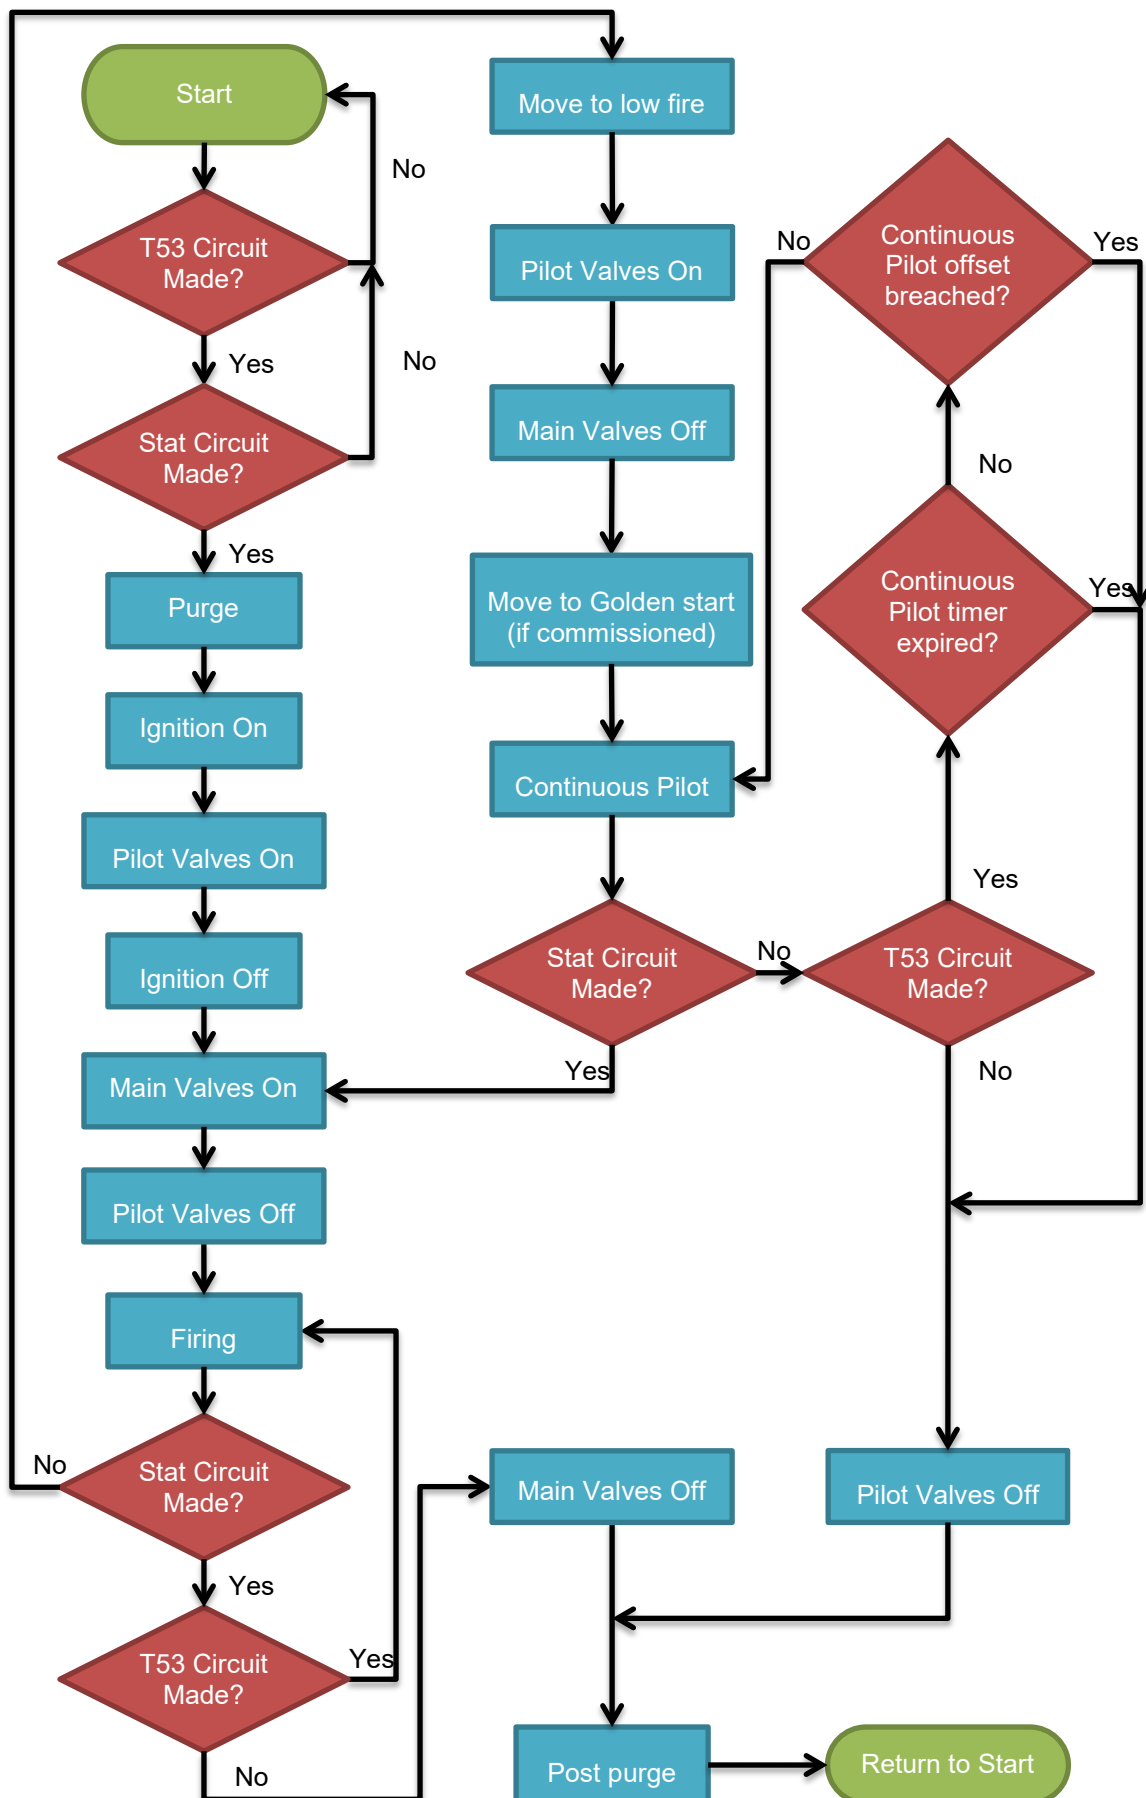 Start
No
T53 Circuit
Made?
Yes
No
Stat Circuit
Made?
Yes
Purge
Ignition On
Pilot Valves On
Ignition Off
Main Valves On
Pilot Valves Off
Firing
No
Stat Circuit
Made?
Yes
T53 Circuit
Made?
Yes
No
Move to low fire
Pilot Valves On
Main Valves Off
Move to Golden start
(if commissioned)
Continuous Pilot
Stat Circuit
Made?
No
Yes
Main Valves Off
Post purge
No
Continuous
Pilot offset
breached?
Yes
No
Continuous
Pilot timer
expired?
Yes
Yes
T53 Circuit
Made?
No
Pilot Valves Off
Return to Start